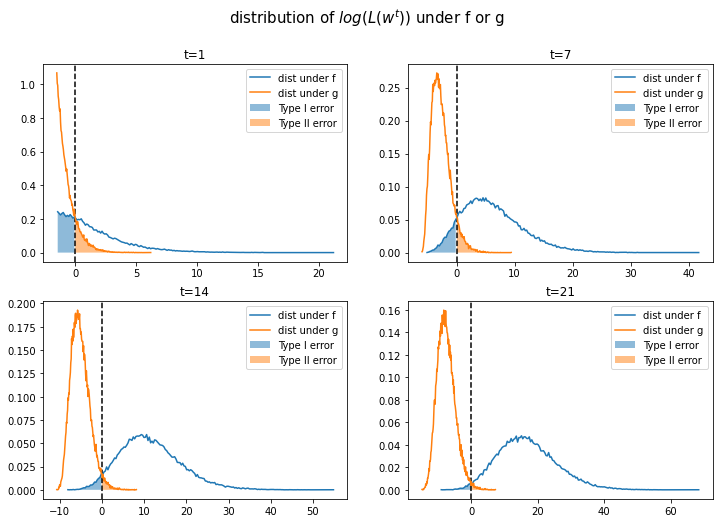 distribution of log(L(w^t)) under f or g
t=1
dist under f
dist under g
Type I error
Type II error
1.0
0.8
0.6
0.4
0.2
0.0
0 5 10 15 20
t=7
dist under f
dist under g
Type I error
Type II error
0.25
0.20
0.15
0.10
0.05
0.00
0 10 20 30 40
t=14
dist under f
dist under g
Type I error
Type II error
0.200
0.175
0.150
0.125
0.100
0.075
0.050
0.025
0.000
−10 0 10 20 30 40 50
t=21
dist under f
dist under g
Type I error
Type II error
0.16
0.14
0.12
0.10
0.08
0.06
0.04
0.02
0.00
0 20 40 60